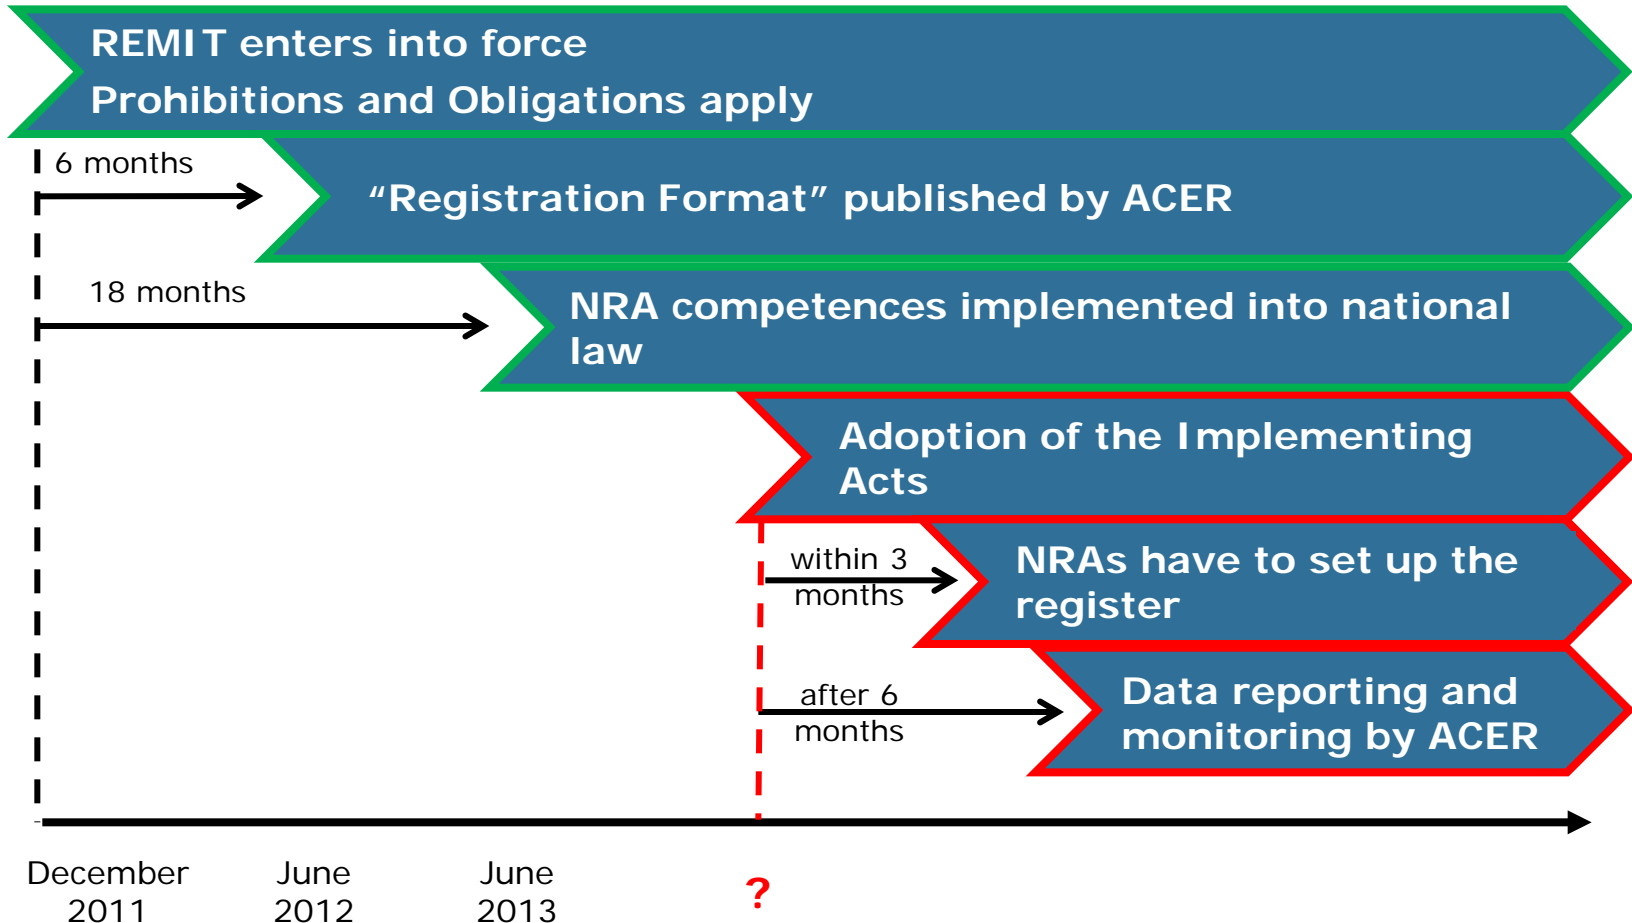 REMIT enters into force
Prohibitions and Obligations apply
6 months
“Registration Format” published by ACER
18 months
NRA competences implemented into national
law
Adoption of the Implementing
Acts
within 3
months
NRAs have to set up the
register
after 6
months
Data reporting and
monitoring by ACER
December
2011
June
2012
June
2013
?